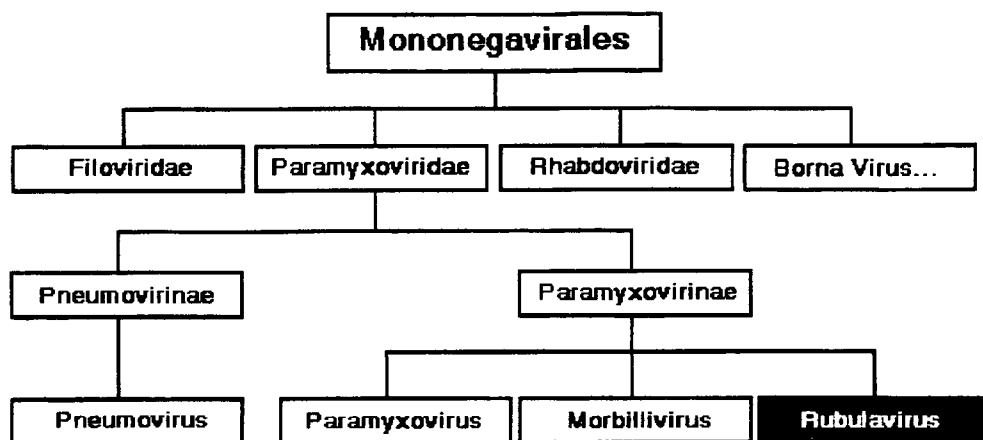 Mononegavirales
Filoviridae
Paramyxoviridae
Rhabdoviridae
Borna Virus...
Pneumovirinae
Paramyxovirinae
Pneumovirus
Paramyxovirus
Morbillivirus
Rubulavirus